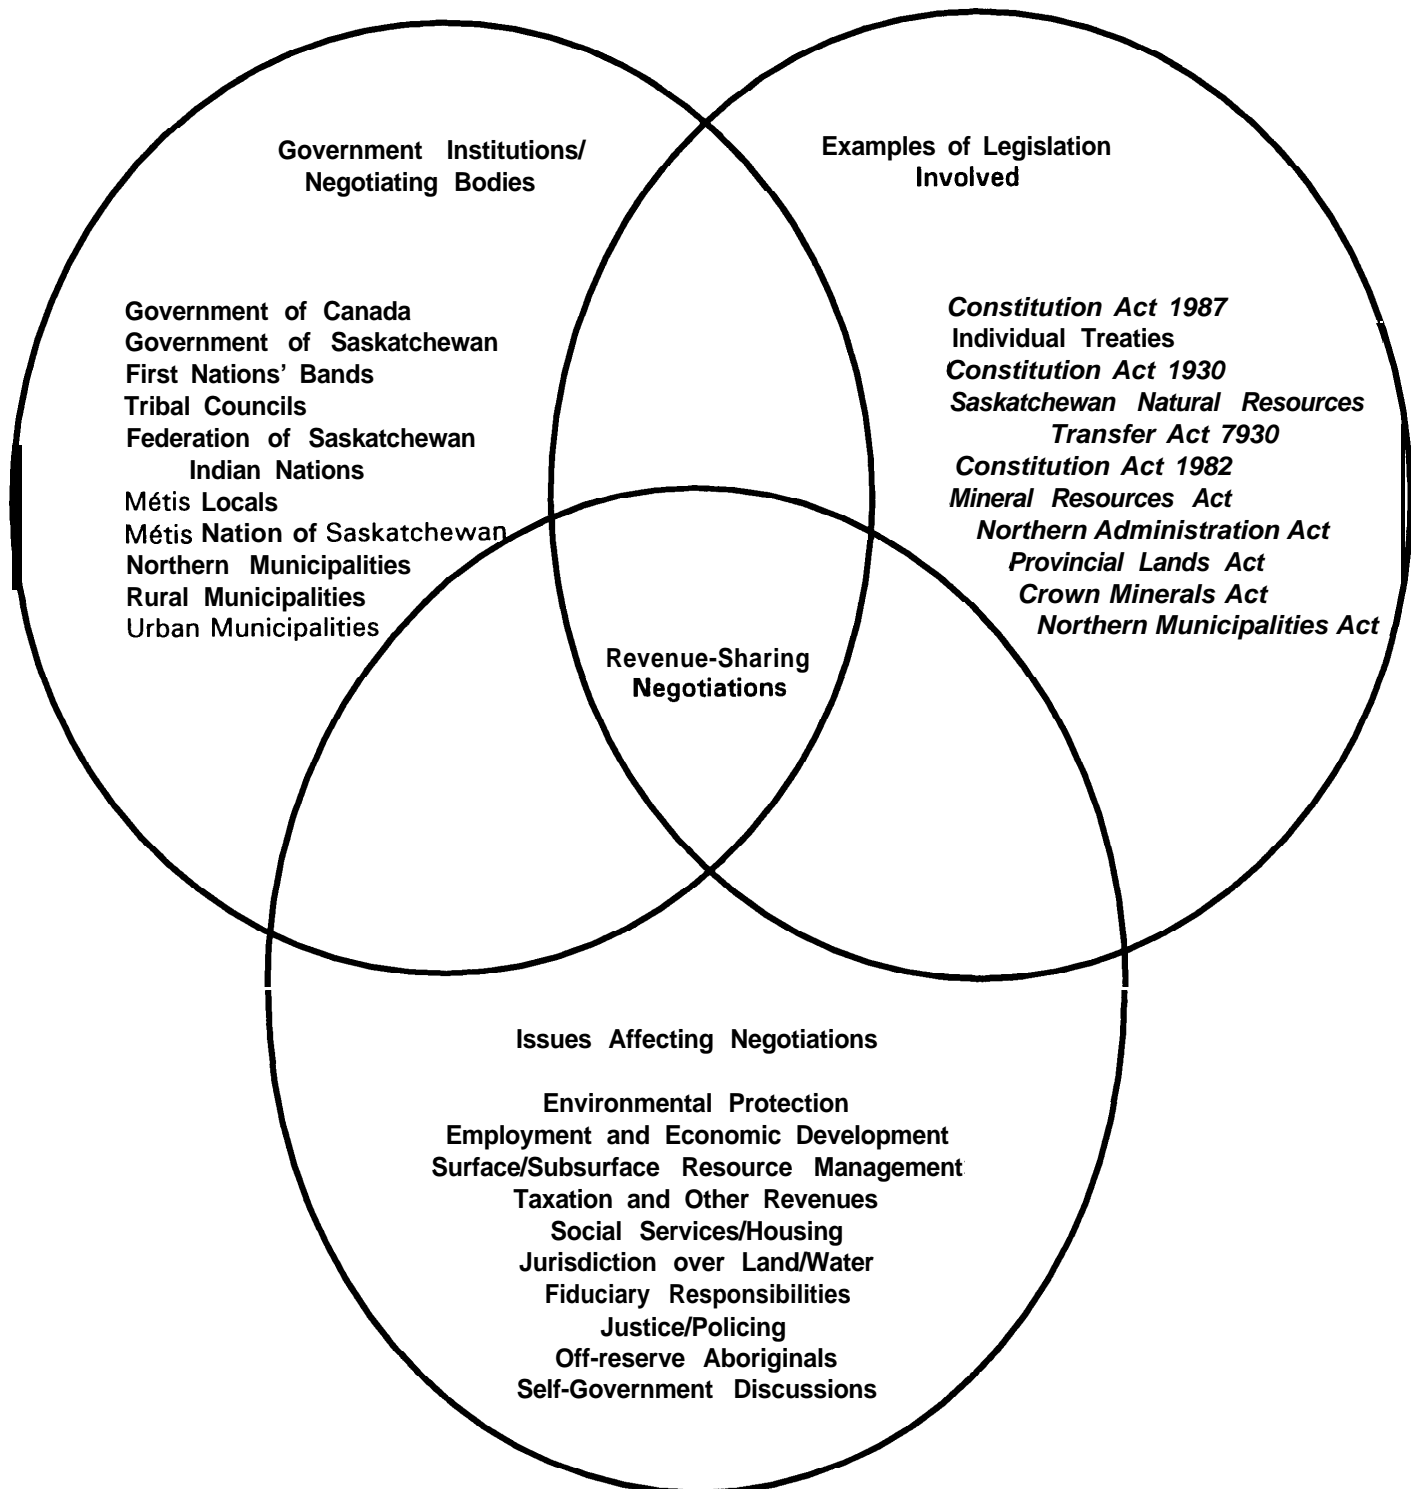 Government Institutions/
Negotiating Bodies
Government of Canada
Government of Saskatchewan
First Nations' Bands
Tribal Councils
Federation of Saskatchewan
Indian Nations
Métis Locals
Métis Nation of Saskatchewan
Northern Municipalities
Rural Municipalities
Urban Municipalities
Examples of Legislation
Involved
Constitution Act 1987
Individual Treaties
Constitution Act 1930
Saskatchewan Natural Resources
Transfer Act 7930
Constitution Act 1982
Mineral Resources Act
Northern Administration Act
Provincial Lands Act
Crown Minerals Act
Northern Municipalities Act
Revenue-Sharing
Negotiations
Issues Affecting Negotiations
Environmental Protection
Employment and Economic Development
Surface/Subsurface Resource Management
Taxation and Other Revenues
Social Services/Housing
Jurisdiction over Land/Water
Fiduciary Responsibilities
Justice/Policing
Off-reserve Aboriginals
Self-Government Discussions